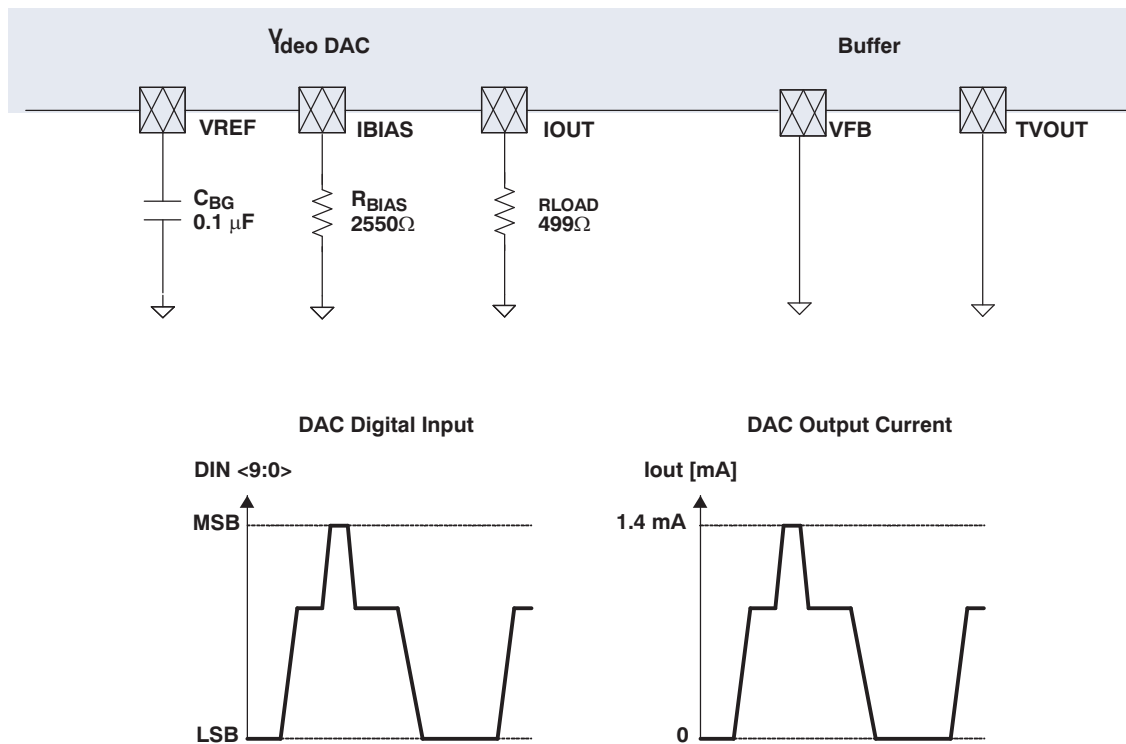 Video DAC
Buffer
VREF
IBIAS
IOUT
VFB
TVOUT
CBG
0.1 μF
RBIAS
2550Ω
RLOAD
499Ω
DAC Digital Input
DAC Output Current
DIN <9:0>
Iout [mA]
MSB
1.4 mA
LSB
0